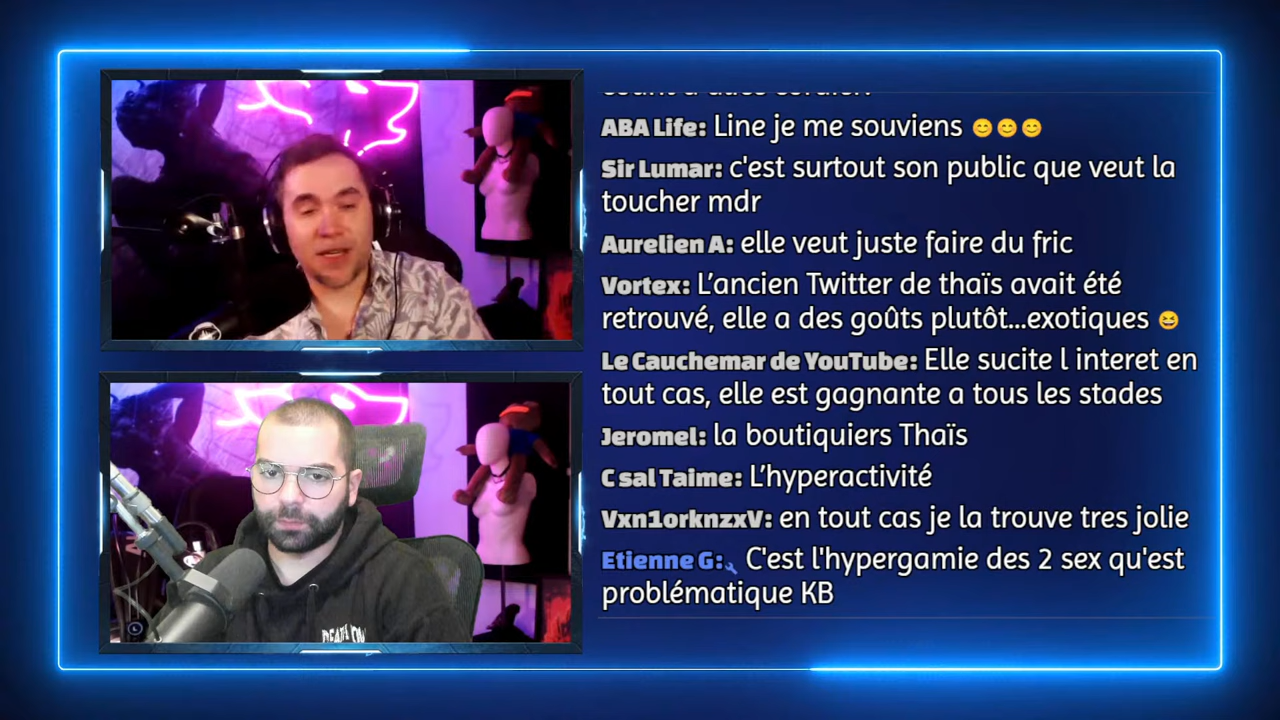 ABA Life: Line je me souviens 😊😊😊
Sir Lumar: c'est surtout son public que veut la
toucher mdr
Aurelien A: elle veut juste faire du fric
Vortex: L’ancien Twitter de thaïs avait été
retrouvé, elle a des goûts plutôt...exotiques 😆
Le Cauchemar de YouTube: Elle sucite l interet en
tout cas, elle est gagnante a tous les stades
Jeromel: la boutiquiers Thaïs
C sal Taime: L’hyperactivité
Vxn1orknzxV: en tout cas je la trouve tres jolie
Etienne G: C'est l'hypergamie des 2 sex qu'est
problématique KB